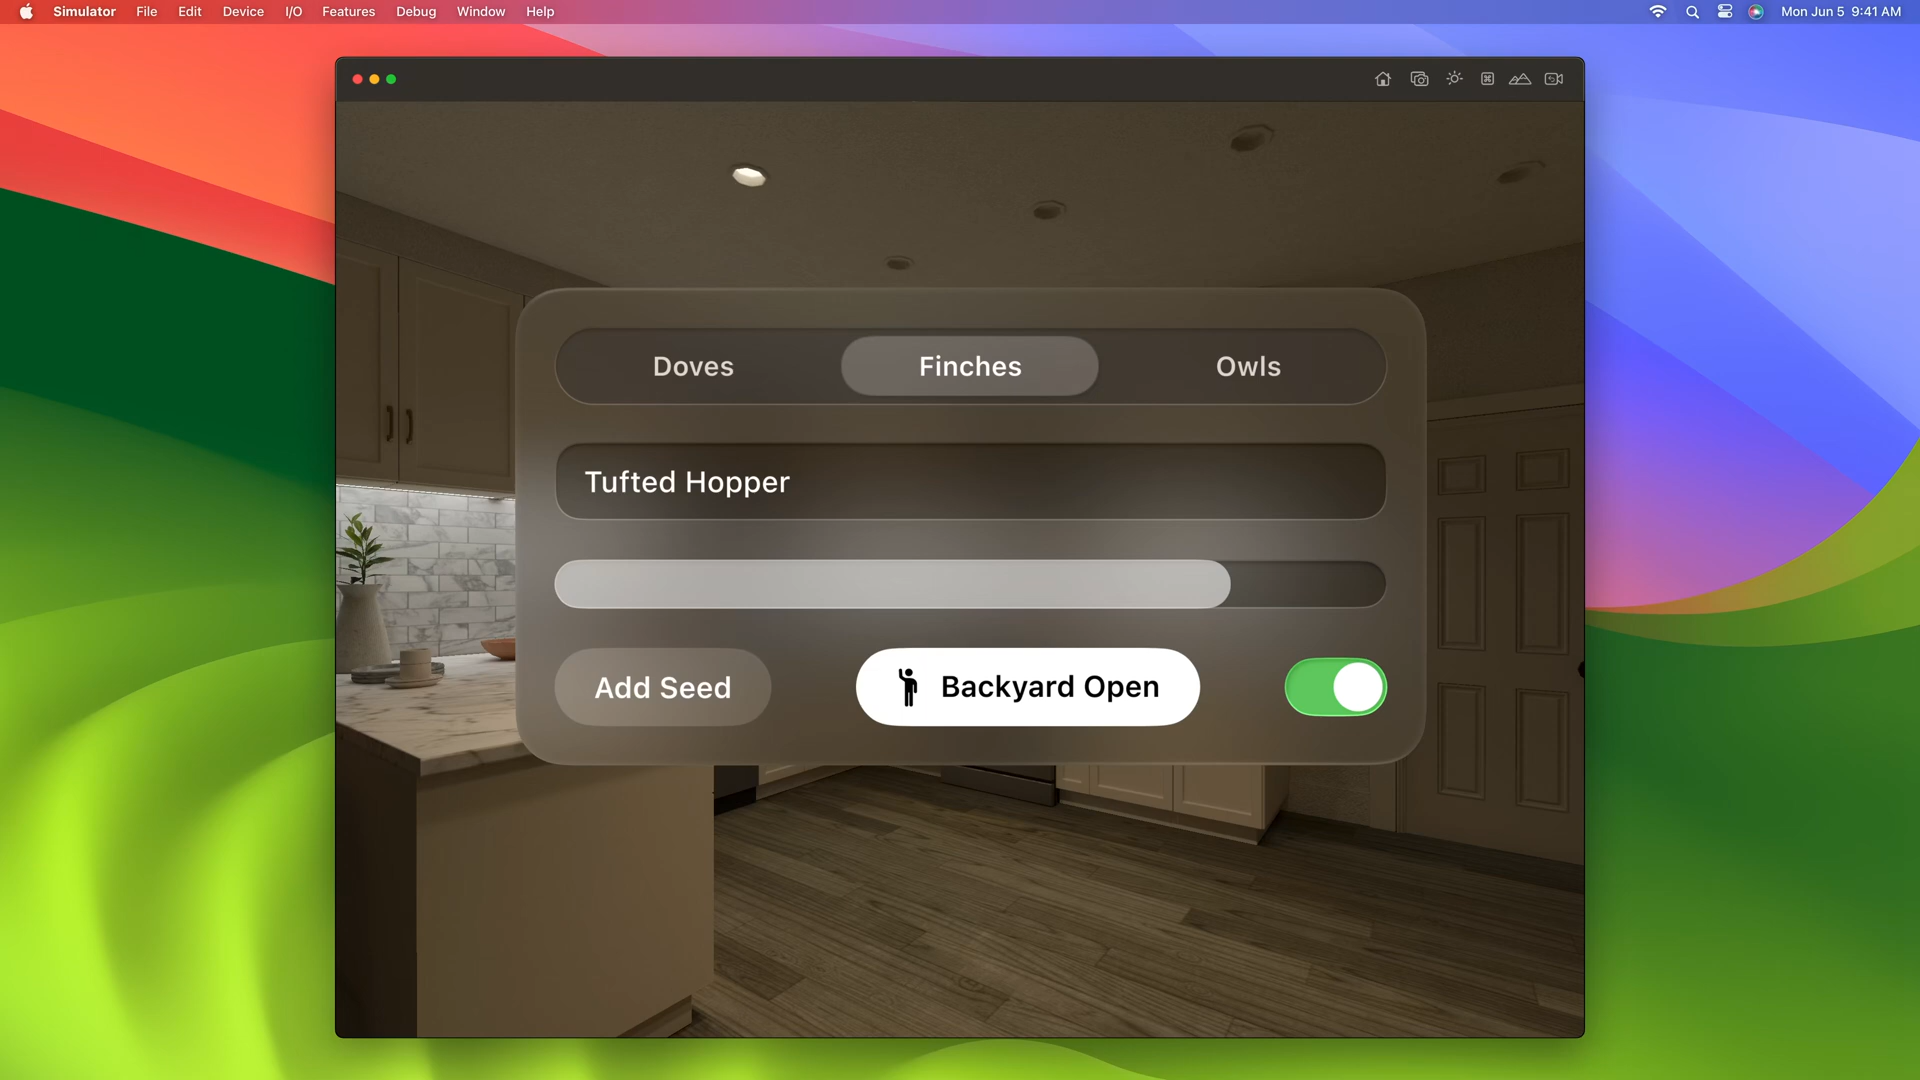 Simulator File Edit View Device I/O Features Debug Window Help Mon Jun 5 9:41 AM
Doves Finches Owls
Tufted Hopper
Add Seed Backyard Open